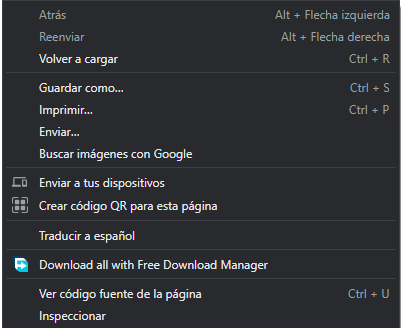 Atrás Alt + Flecha izquierda
Reenviar Alt + Flecha derecha
Volver a cargar Ctrl + R
Guardar como... Ctrl + S
Imprimir... Ctrl + P
Enviar...
Buscar imágenes con Google
Enviar a tus dispositivos
Crear código QR para esta página
Traducir a español
Download all with Free Download Manager
Ver código fuente de la página Ctrl + U
Inspeccionar